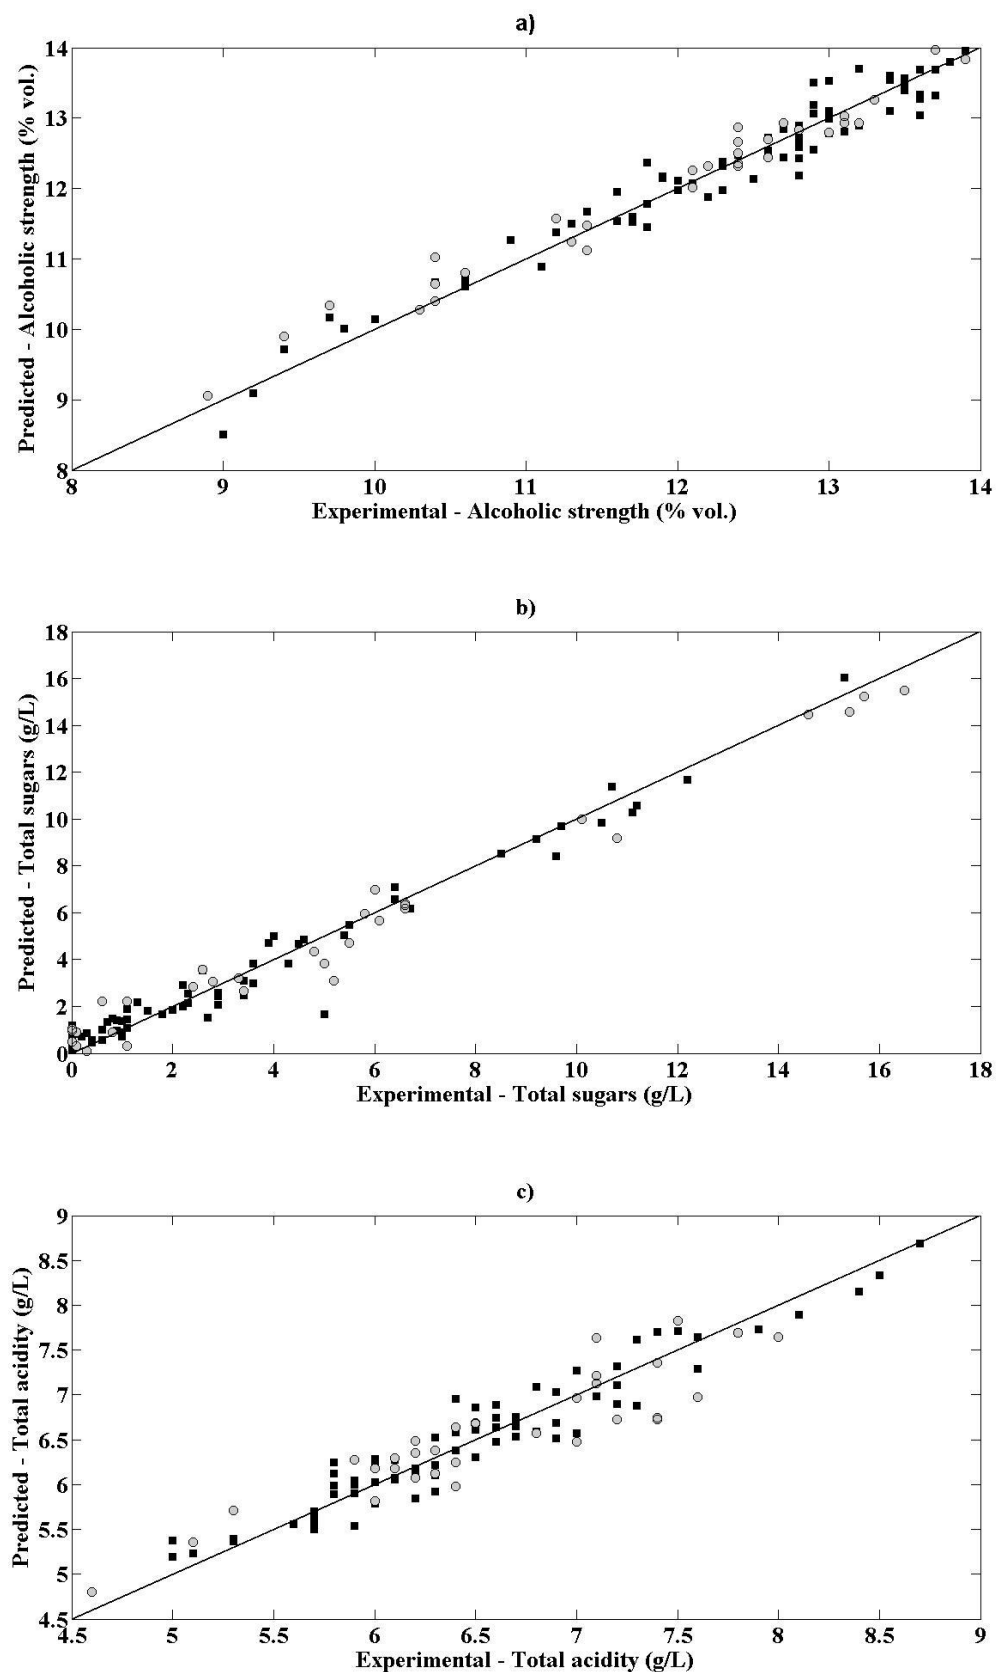 a)
14
13
12
11
10
9
8
Predicted - Alcoholic strength (% vol.)
8 9 10 11 12 13 14
Experimental - Alcoholic strength (% vol.)
b)
18
16
14
12
10
8
6
4
2
0
Predicted - Total sugars (g/L)
0 2 4 6 8 10 12 14 16 18
Experimental - Total sugars (g/L)
c)
9
8.5
8
7.5
7
6.5
6
5.5
5
4.5
Predicted - Total acidity (g/L)
4.5 5 5.5 6 6.5 7 7.5 8 8.5 9
Experimental - Total acidity (g/L)